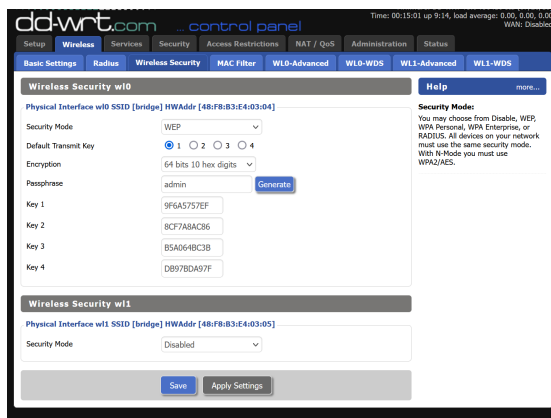 dd-wrt.com ... control panel
Time: 00:15:01 up 9:14, load average: 0.00, 0.00, 0.00
WAN: Disabled
Setup Wireless Services Security Access Restrictions NAT / QoS Administration Status
Basic Settings Radius Wireless Security MAC Filter WL0-Advanced WL0-WDS WL1-Advanced WL1-WDS
Wireless Security wl0
Physical Interface wl0 SSID [bridge] HWAddr [48:F8:B3:E4:03:04]
Security Mode WEP
Default Transmit Key 1 2 3 4
Encryption 64 bits 10 hex digits
Passphrase admin Generate
Key 1 9F6A5757EF
Key 2 8CF7A8AC86
Key 3 B5A064BC3B
Key 4 DB97BDA97F
Wireless Security wl1
Physical Interface wl1 SSID [bridge] HWAddr [48:F8:B3:E4:03:05]
Security Mode Disabled
Save Apply Settings
Help more...
Security Mode:
You may choose from Disable, WEP,
WPA Personal, WPA Enterprise, or
RADIUS. All devices on your network
must use the same security mode.
With N-Mode you must use
WPA2/AES.